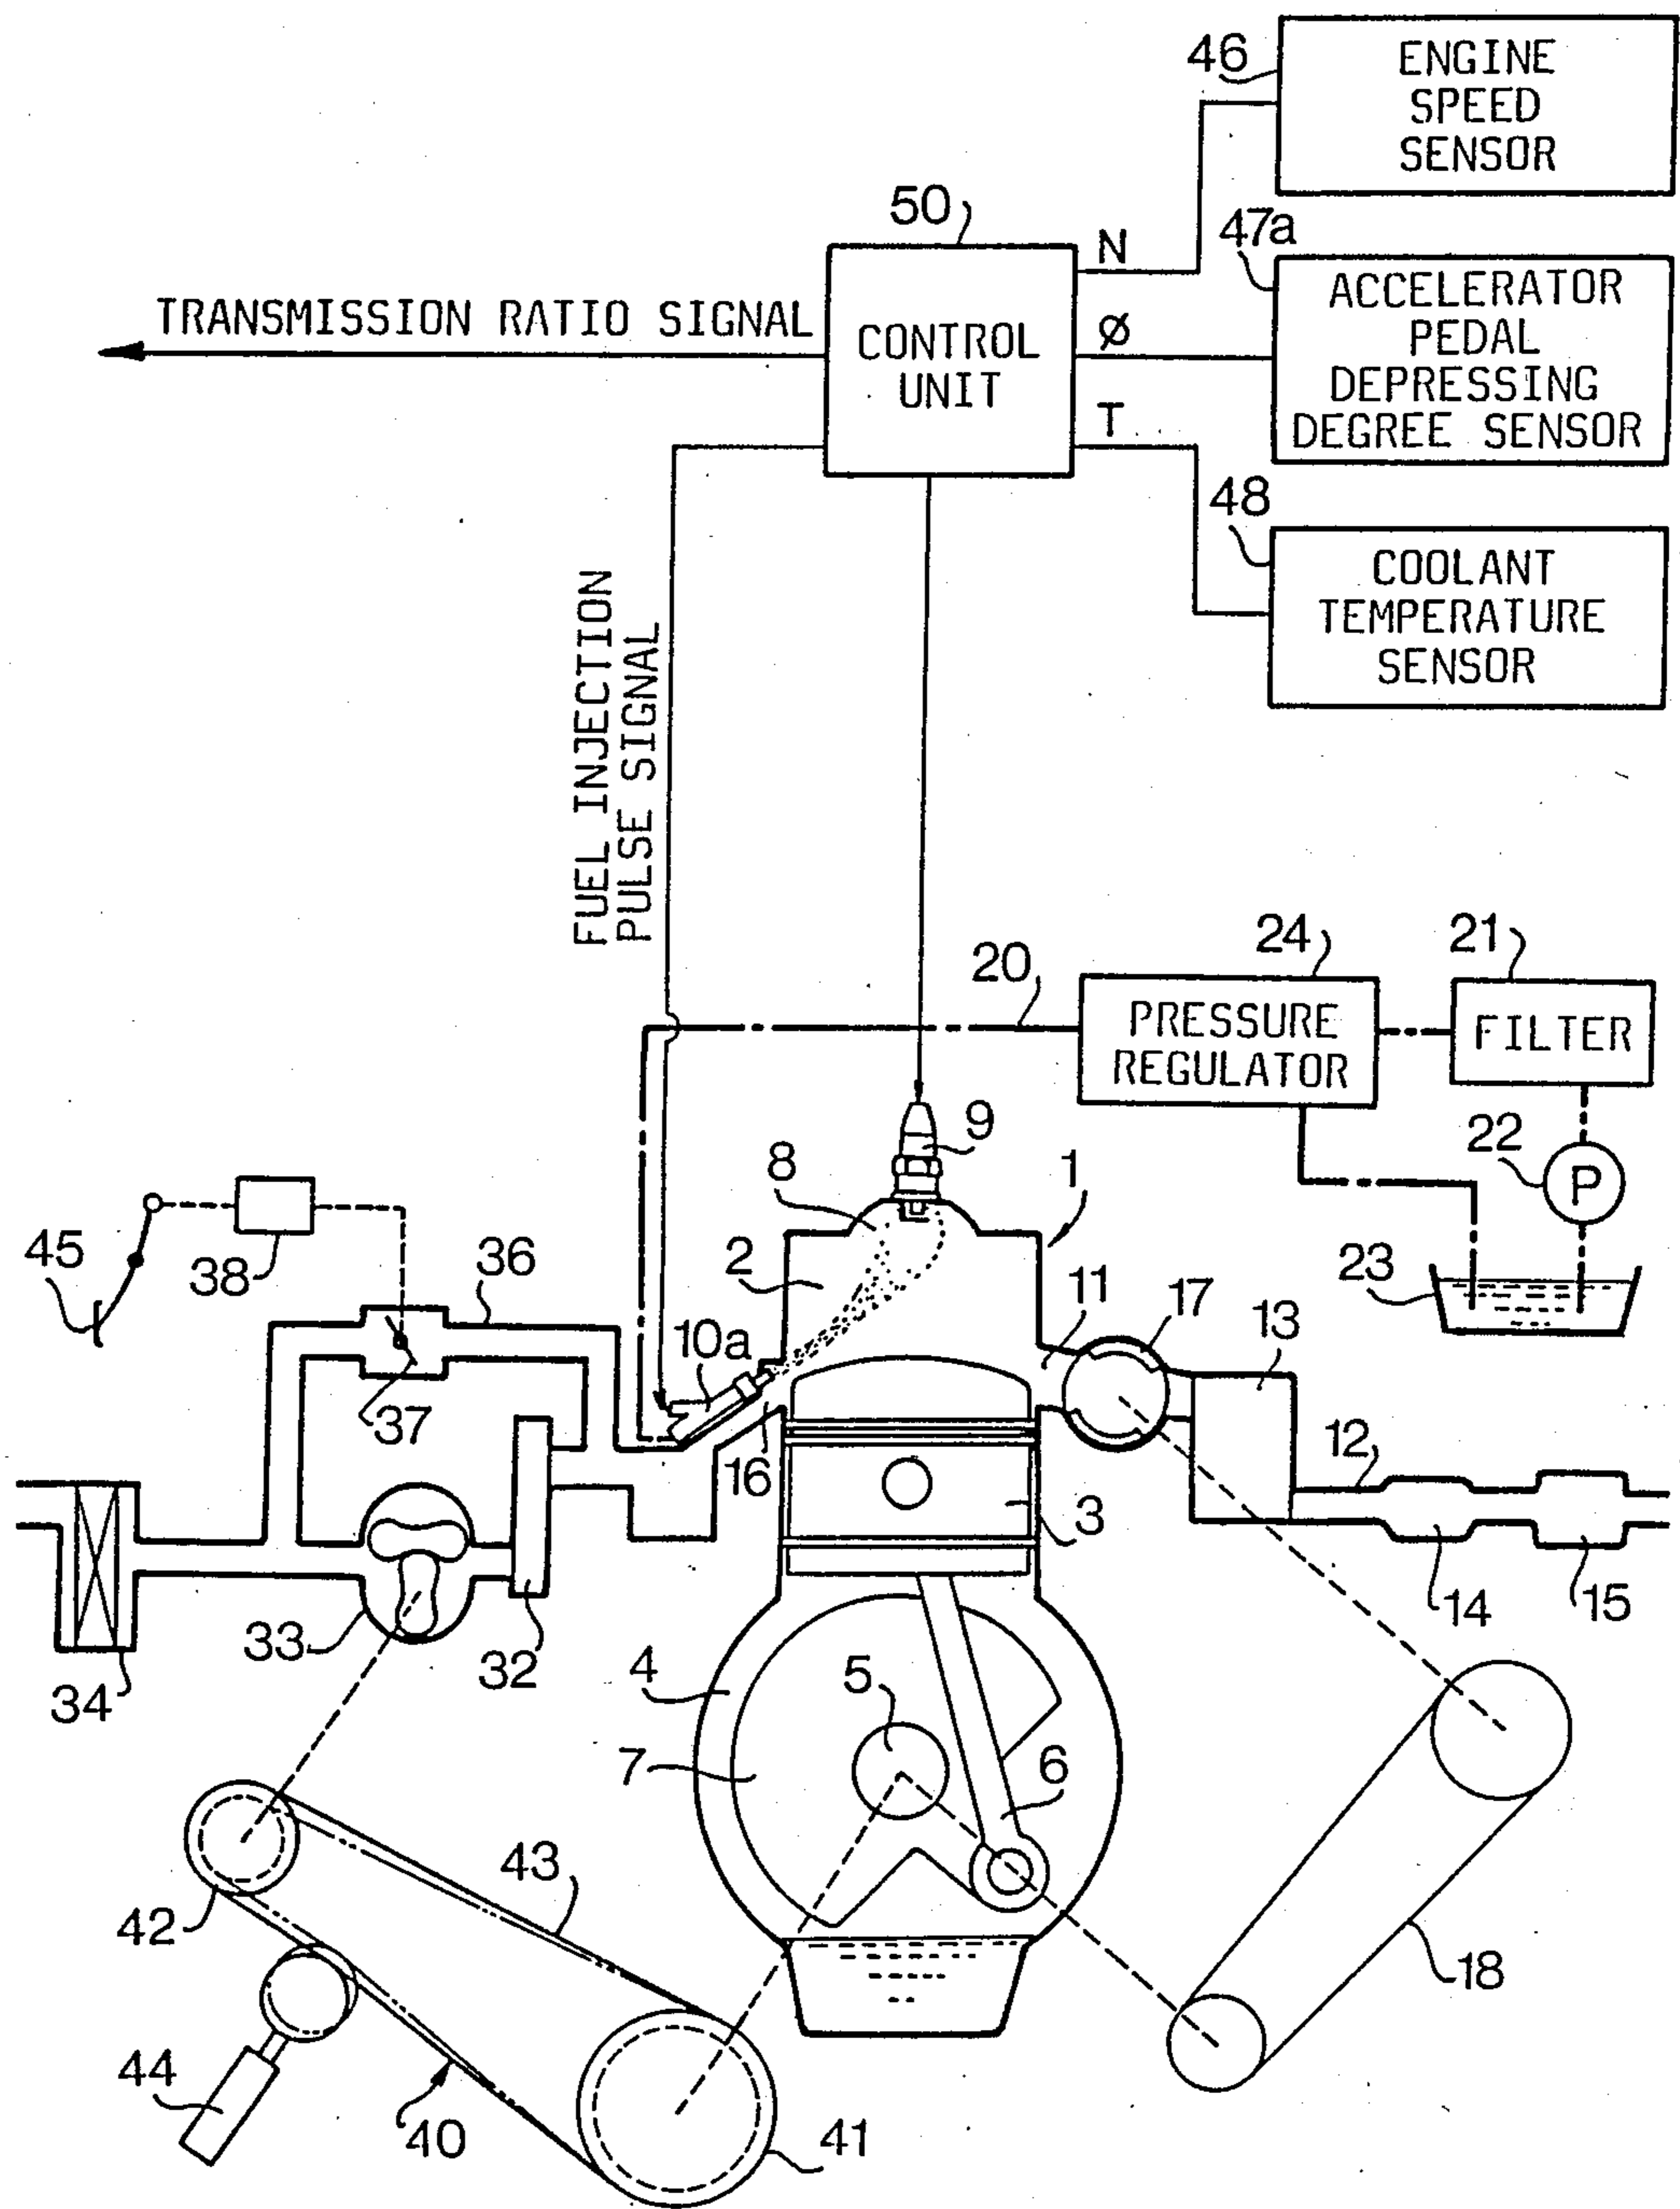 46
ENGINE
SPEED
SENSOR
50
N
47a
ACCELERATOR
PEDAL
DEPRESSING
DEGREE SENSOR
TRANSMISSION RATIO SIGNAL
CONTROL
UNIT
Ø
T
48
COOLANT
TEMPERATURE
SENSOR
FUEL INJECTION
PULSE SIGNAL
20
24
PRESSURE
REGULATOR
21
FILTER
22
P
23
9
8
1
2
45
38
36
10a
11
17
13
37
16
3
12
14
15
33
32
34
4
5
7
6
43
42
18
44
40
41